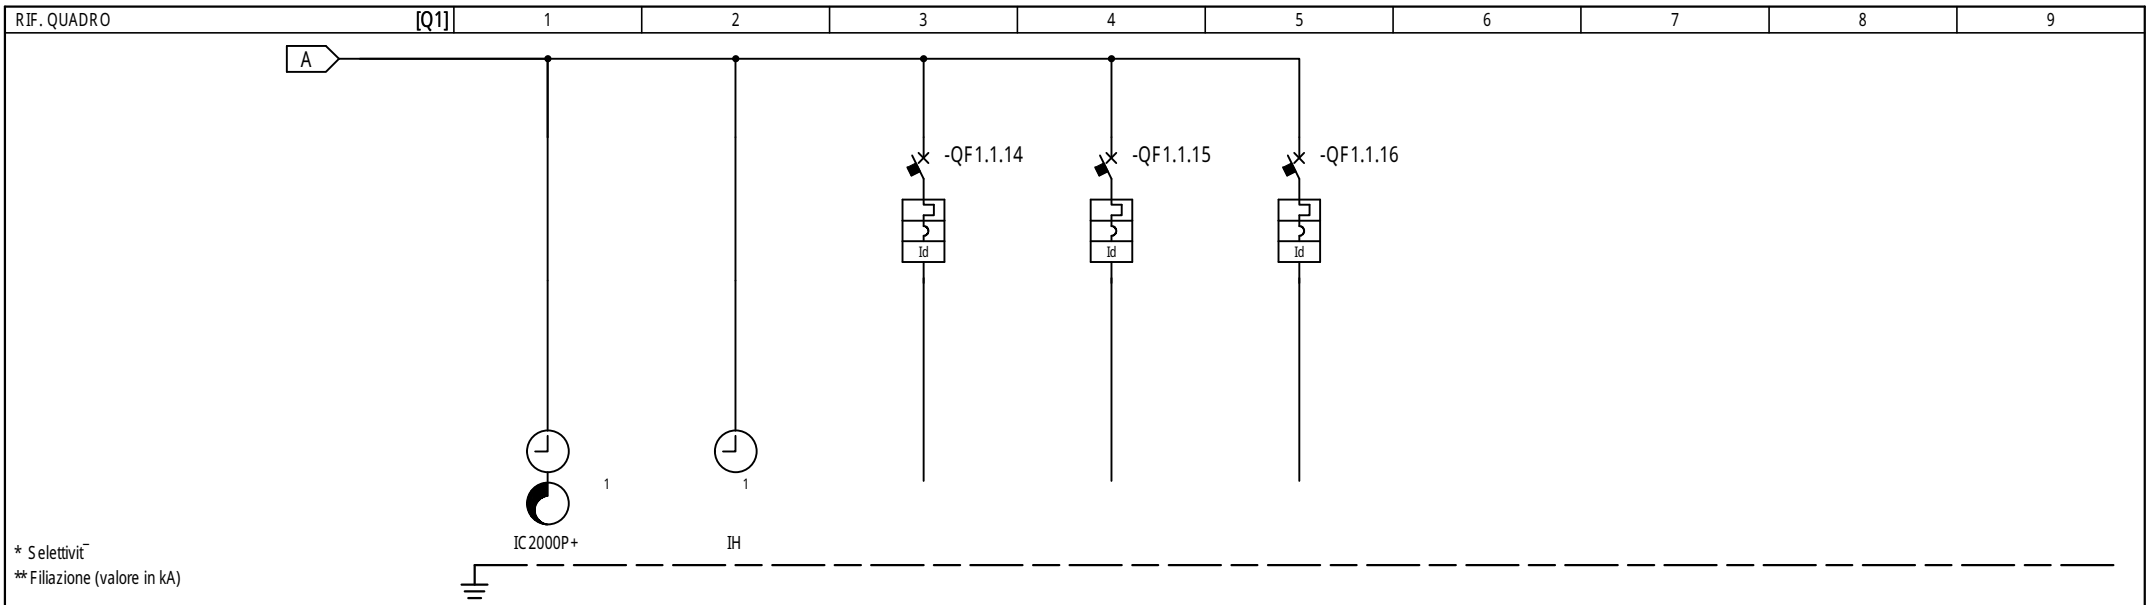 RIF. QUADRO [Q1] 1 2 3 4 5 6 7 8 9
A
-QF1.1.14 -QF1.1.15 -QF1.1.16
Id Id Id
1 1
IC2000P+ IH
* Selettivit¯
** Filiazione (valore in kA)